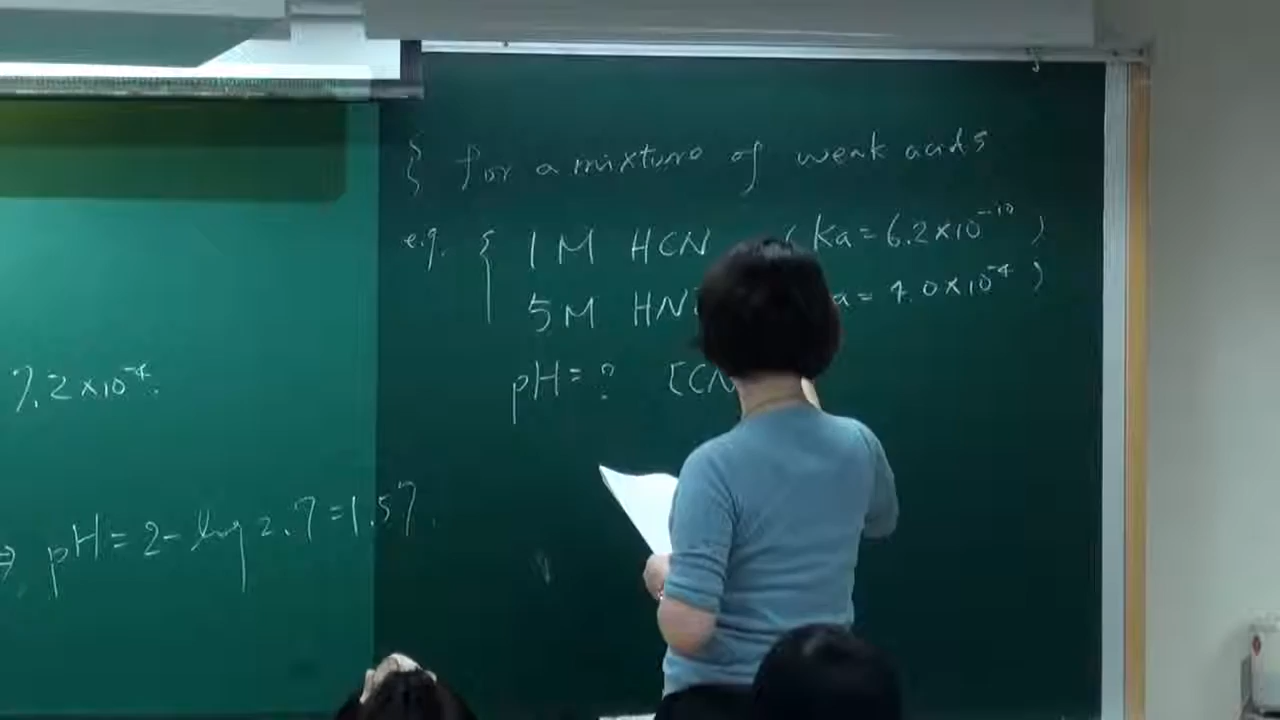 7.2×10⁻⁴.
⇒ pH = 2 - log 2.7 = 1.57.
{ for a mixture of weak acids
e.g. { 1 M HCN ( Ka = 6.2×10⁻¹⁰ )
5 M HN a = 4.0×10⁻⁴ )
pH = ? [CN